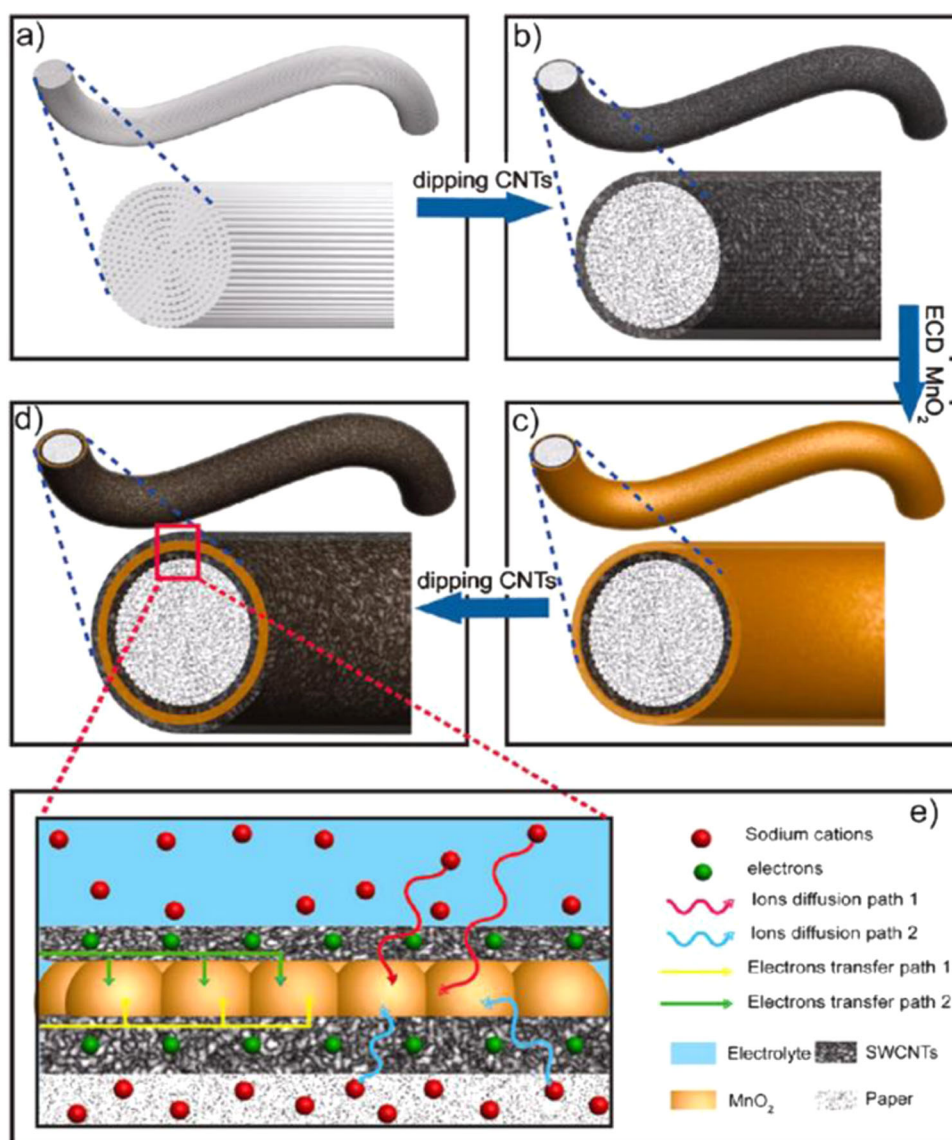 a)
b)
dipping CNTs
ECD MnO₂
d)
c)
dipping CNTs
e)
Sodium cations
electrons
Ions diffusion path 1
Ions diffusion path 2
Electrons transfer path 1
Electrons transfer path 2
Electrolyte
SWCNTs
MnO₂
Paper